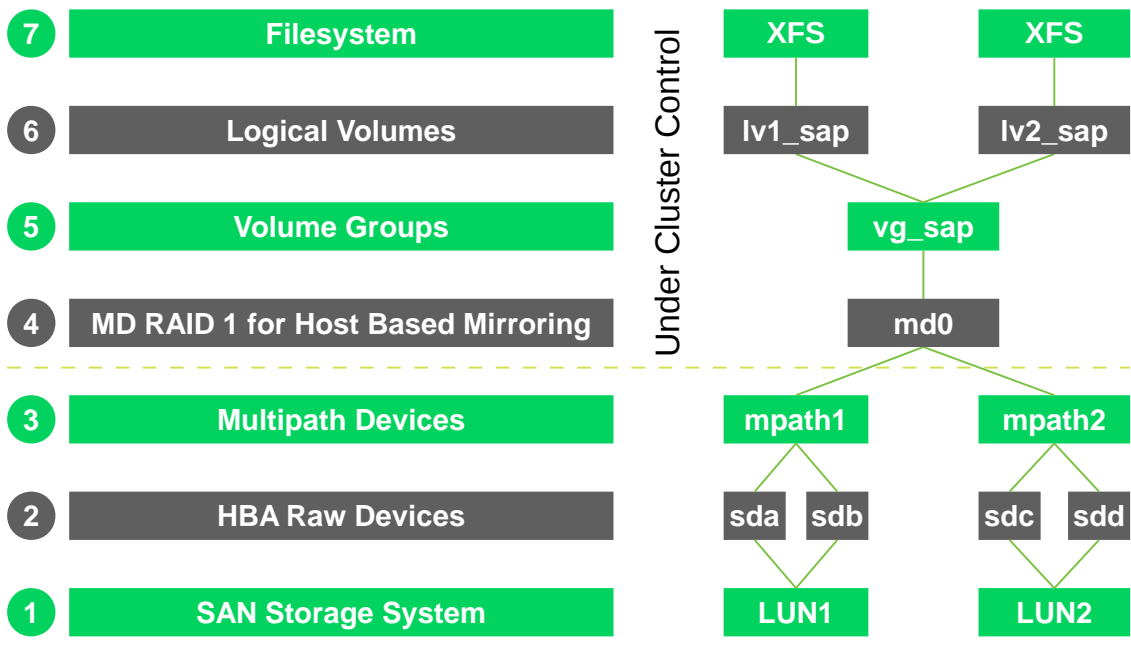 7 Filesystem XFS XFS
6 Logical Volumes lv1_sap lv2_sap
5 Volume Groups vg_sap
4 MD RAID 1 for Host Based Mirroring md0
Under Cluster Control
3 Multipath Devices mpath1 mpath2
2 HBA Raw Devices sda sdb sdc sdd
1 SAN Storage System LUN1 LUN2